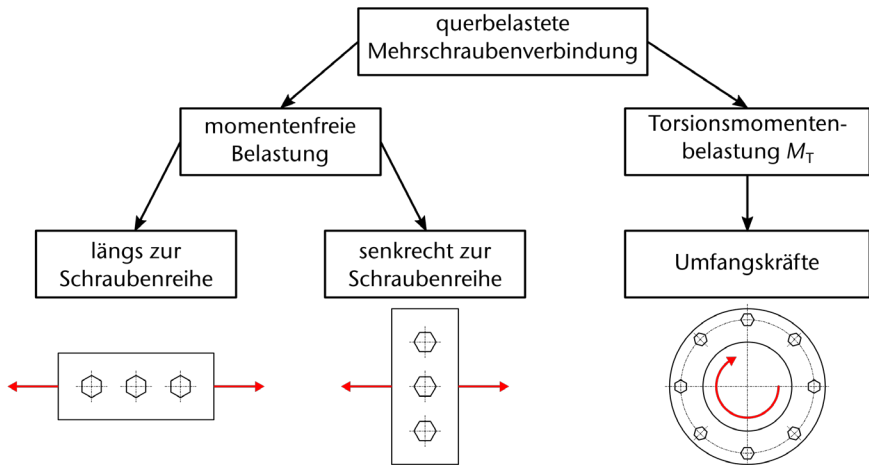 querbelastete
Mehrschraubenverbindung
momentenfreie
Belastung
Torsionsmomenten-
belastung M_T
längs zur
Schraubenreihe
senkrecht zur
Schraubenreihe
Umfangskräfte